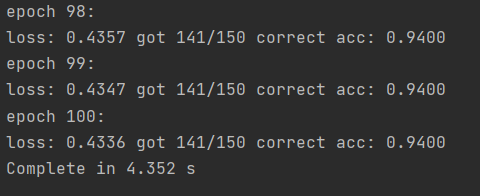 epoch 98:
loss: 0.4357 got 141/150 correct acc: 0.9400
epoch 99:
loss: 0.4347 got 141/150 correct acc: 0.9400
epoch 100:
loss: 0.4336 got 141/150 correct acc: 0.9400
Complete in 4.352 s